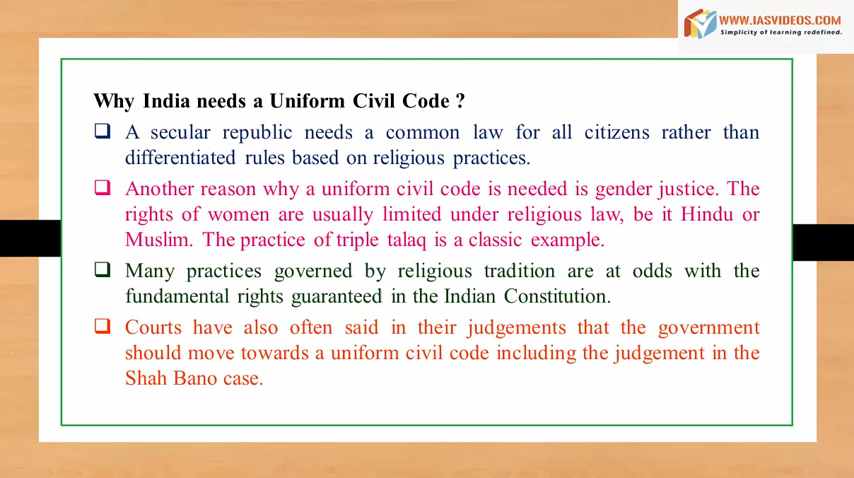 WWW.IASVIDEOS.COM
Simplicity of learning redefined.
Why India needs a Uniform Civil Code ?
A secular republic needs a common law for all citizens rather than
differentiated rules based on religious practices.
Another reason why a uniform civil code is needed is gender justice. The
rights of women are usually limited under religious law, be it Hindu or
Muslim. The practice of triple talaq is a classic example.
Many practices governed by religious tradition are at odds with the
fundamental rights guaranteed in the Indian Constitution.
Courts have also often said in their judgements that the government
should move towards a uniform civil code including the judgement in the
Shah Bano case.